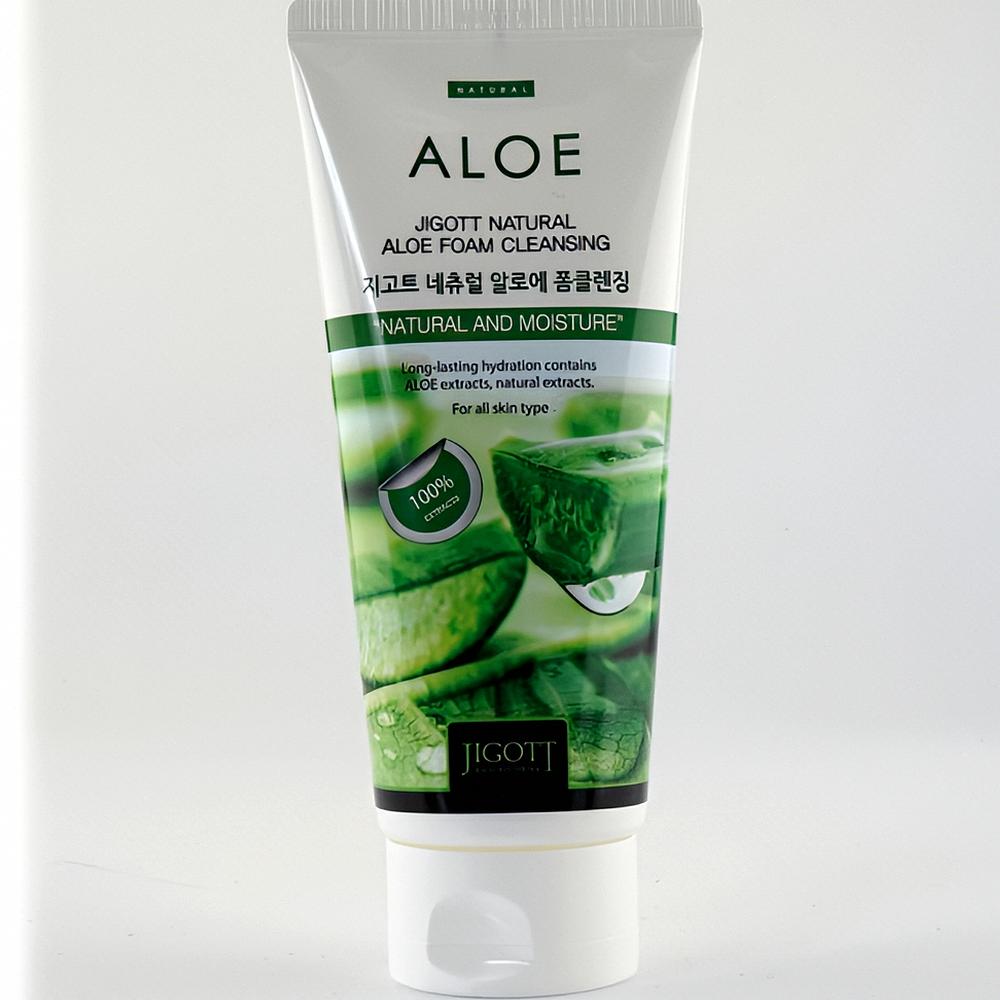 NATURAL
ALOE
JIGOTT NATURAL
ALOE FOAM CLEANSING
지고트 네츄럴 알로에 폼클렌징
"NATURAL AND MOISTURE"
Long-lasting hydration contains
ALOE extracts, natural extracts.
For all skin type .
100%
JIGOTT